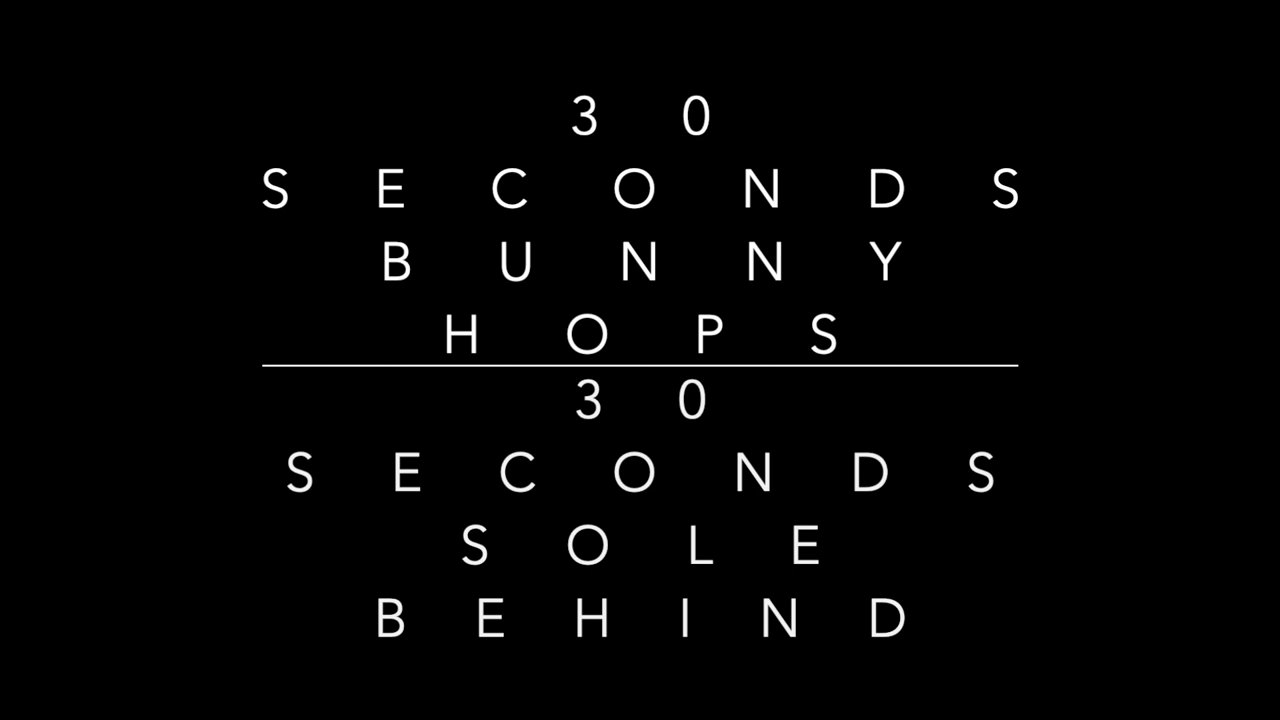 30
SECONDS
BUNNY
HOPS
30
SECONDS
SOLE
BEHIND